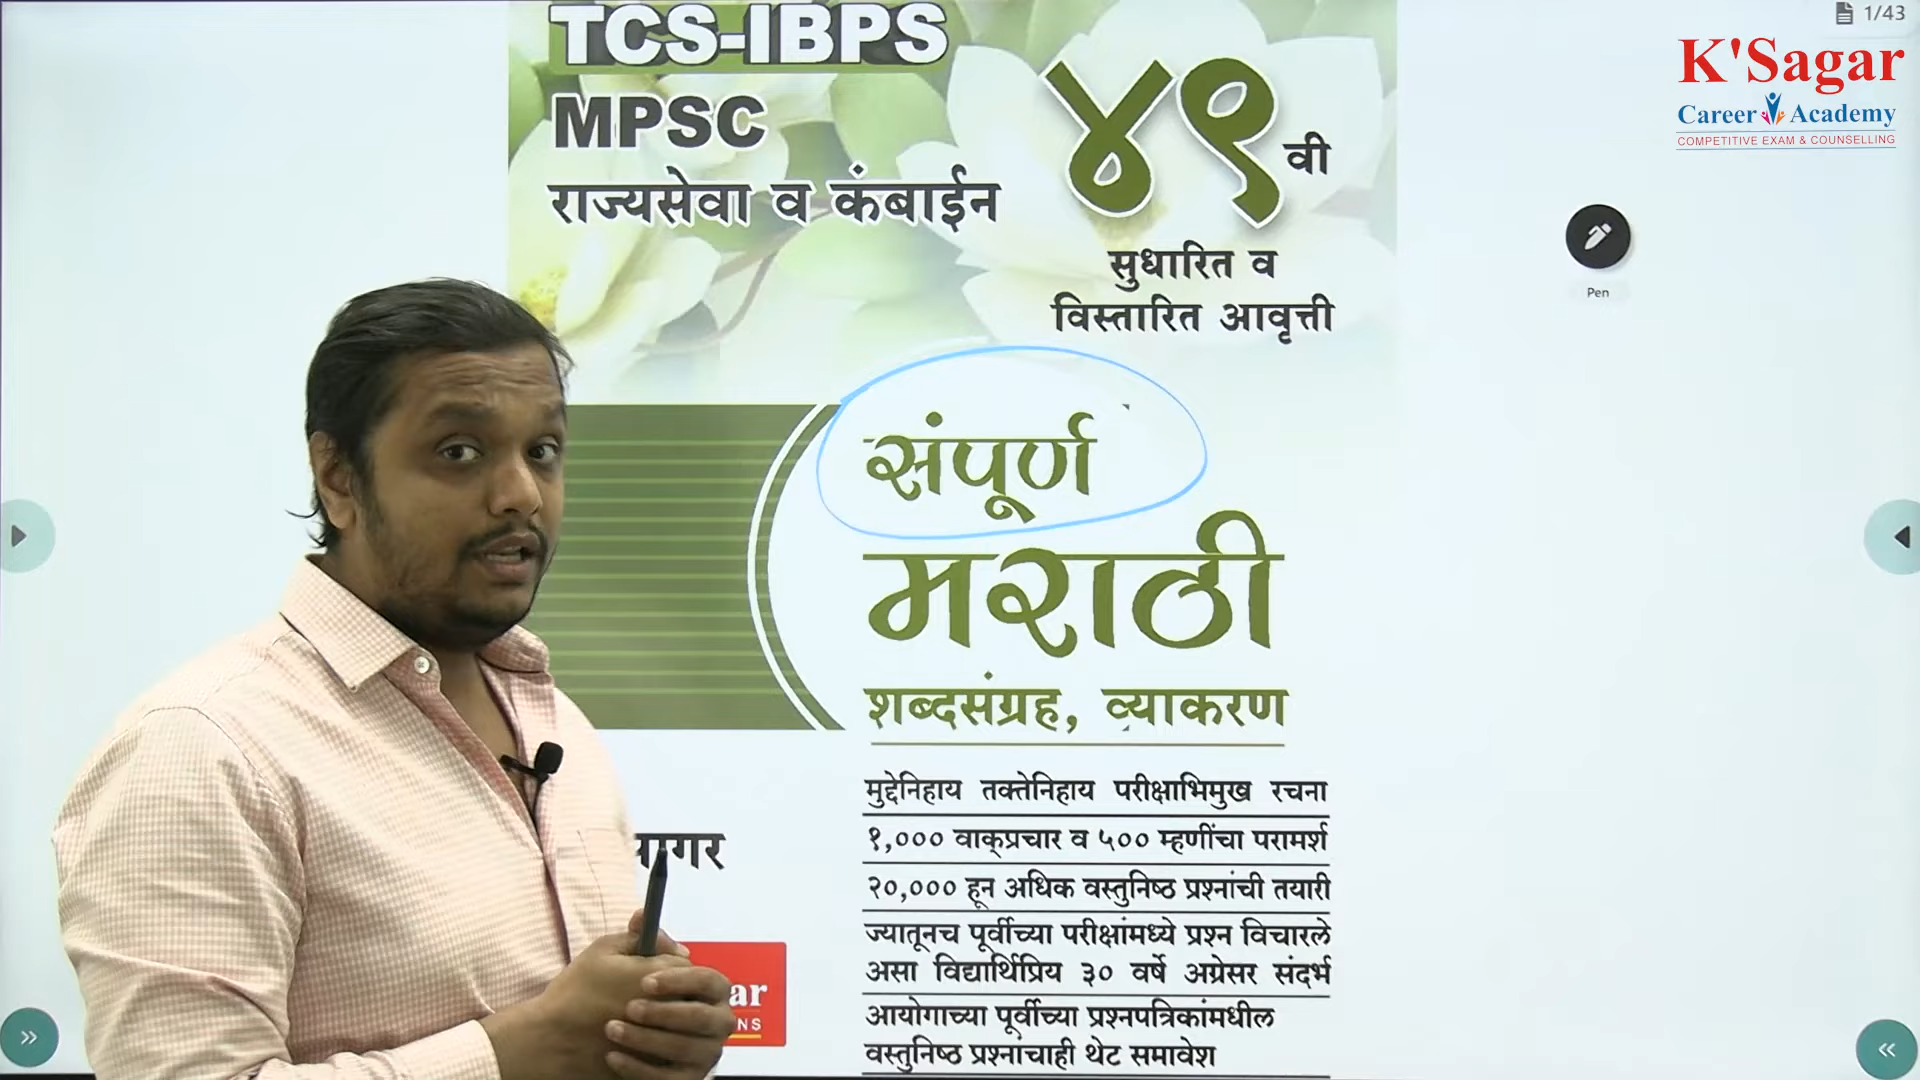 1/43
K'Sagar
Career Academy
COMPETITIVE EXAM & COUNSELLING
Pen
TCS-IBPS
MPSC
राज्यसेवा व कंबाईन
४९ वी
सुधारित व
विस्तारित आवृत्ती
संपूर्ण
मराठी
शब्दसंग्रह, व्याकरण
मुद्देनिहाय तक्तेनिहाय परीक्षाभिमुख रचना
१,००० वाक्प्रचार व ५०० म्हणींचा परामर्श
२०,००० हून अधिक वस्तुनिष्ठ प्रश्नांची तयारी
ज्यातूनच पूर्वीच्या परीक्षांमध्ये प्रश्न विचारले
असा विद्यार्थिप्रिय ३० वर्षे अग्रेसर संदर्भ
आयोगाच्या पूर्वीच्या प्रश्नपत्रिकांमधील
वस्तुनिष्ठ प्रश्नांचाही थेट समावेश